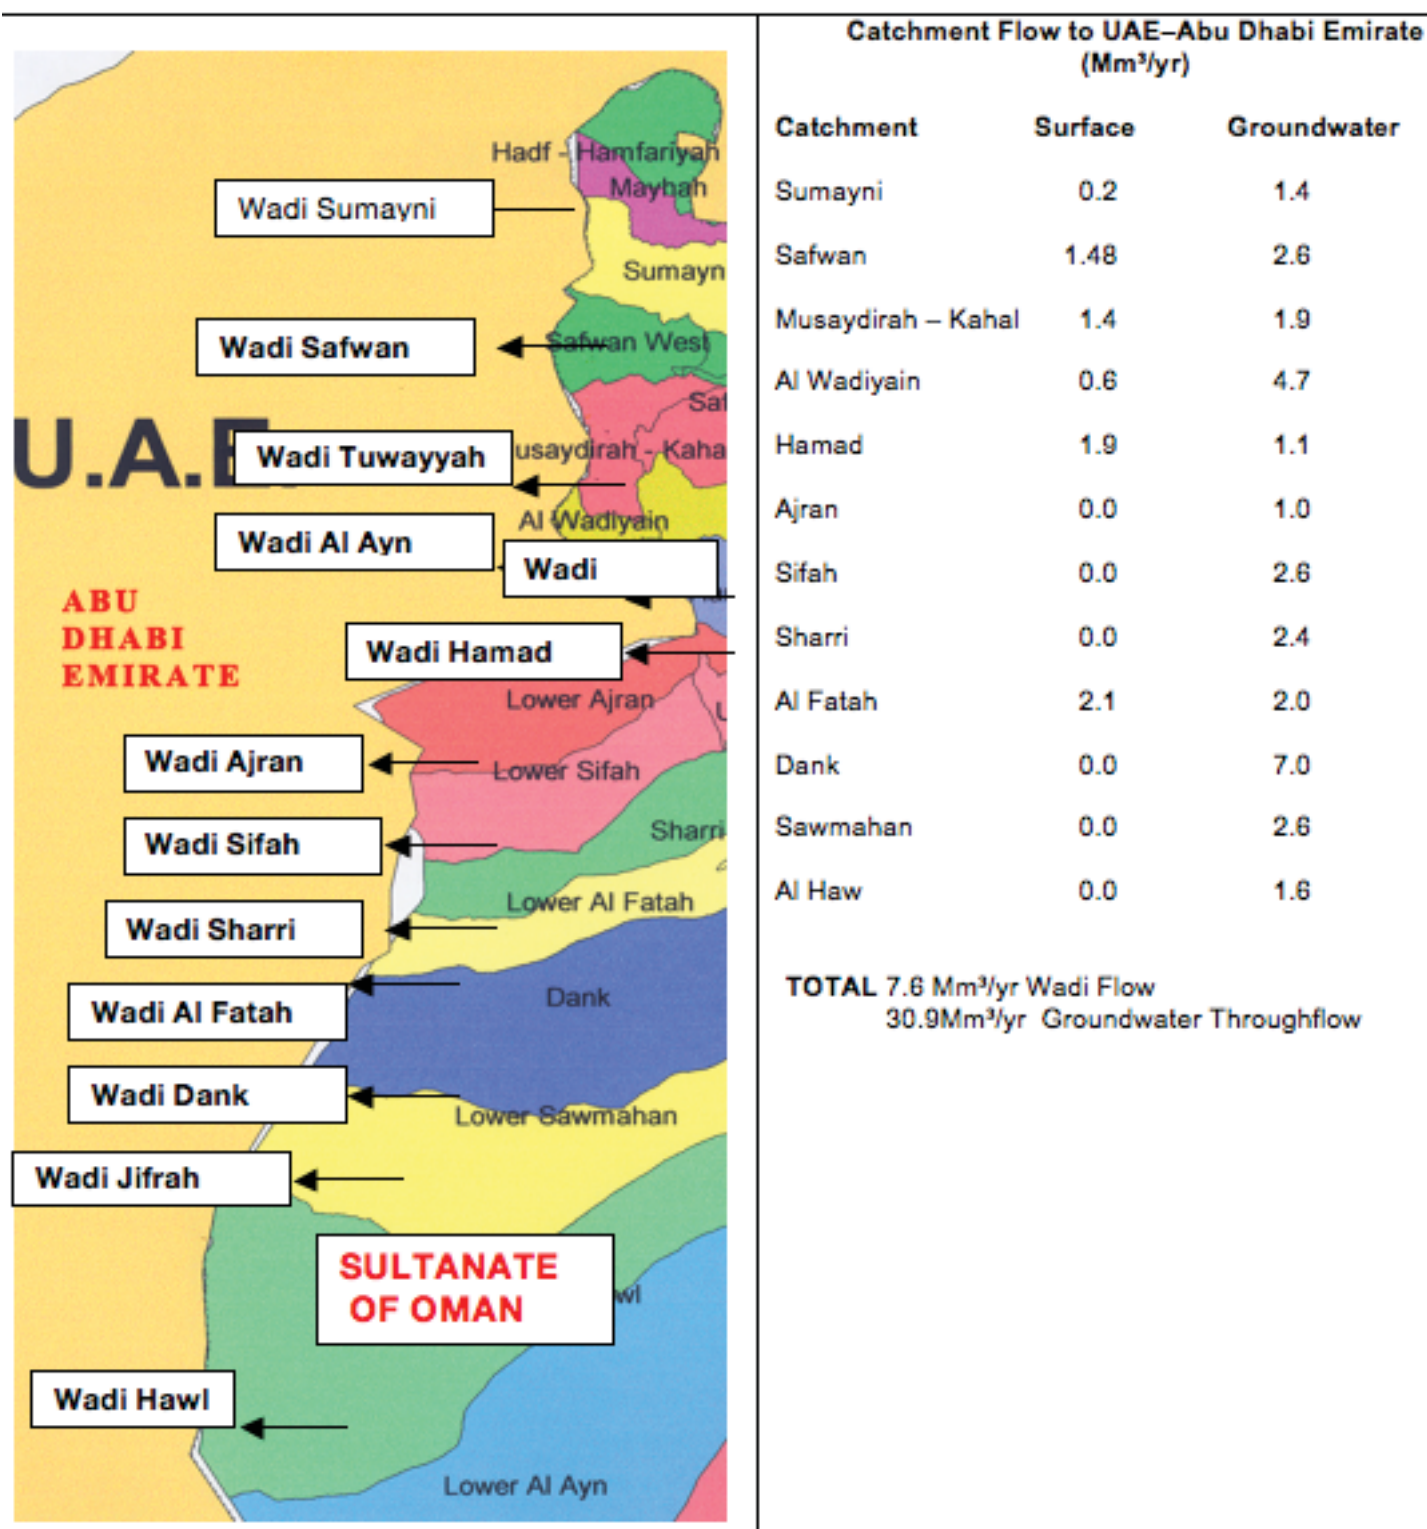 Hadf - Hamfariyah
Mayhah
Wadi Sumayni
Sumayn
Wadi Safwan
Safwan West
Saf
U.A.E.
Wadi Tuwayyah
usaydirah - Kaha
Al Wadiyain
Wadi Al Ayn
Wadi
ABU
DHABI
EMIRATE
Wadi Hamad
Lower Ajran
Wadi Ajran
Lower Sifah
Wadi Sifah
Sharri
Lower Al Fatah
Wadi Sharri
Wadi Al Fatah
Dank
Wadi Dank
Lower Sawmahan
Wadi Jifrah
SULTANATE
OF OMAN
wl
Wadi Hawl
Lower Al Ayn
Catchment Flow to UAE–Abu Dhabi Emirate
(Mm³/yr)
Catchment Surface Groundwater
Sumayni 0.2 1.4
Safwan 1.48 2.6
Musaydirah – Kahal 1.4 1.9
Al Wadiyain 0.6 4.7
Hamad 1.9 1.1
Ajran 0.0 1.0
Sifah 0.0 2.6
Sharri 0.0 2.4
Al Fatah 2.1 2.0
Dank 0.0 7.0
Sawmahan 0.0 2.6
Al Haw 0.0 1.6
TOTAL 7.6 Mm³/yr Wadi Flow
30.9Mm³/yr Groundwater Throughflow